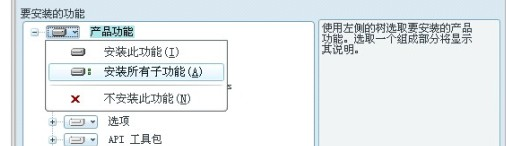 要安装的功能
产品功能
安装此功能(I)
安装所有子功能(A)
不安装此功能(N)
选项
API 工具包
使用左侧的树选取要安装的产品
功能。选取一个组成部分将显示
其说明。